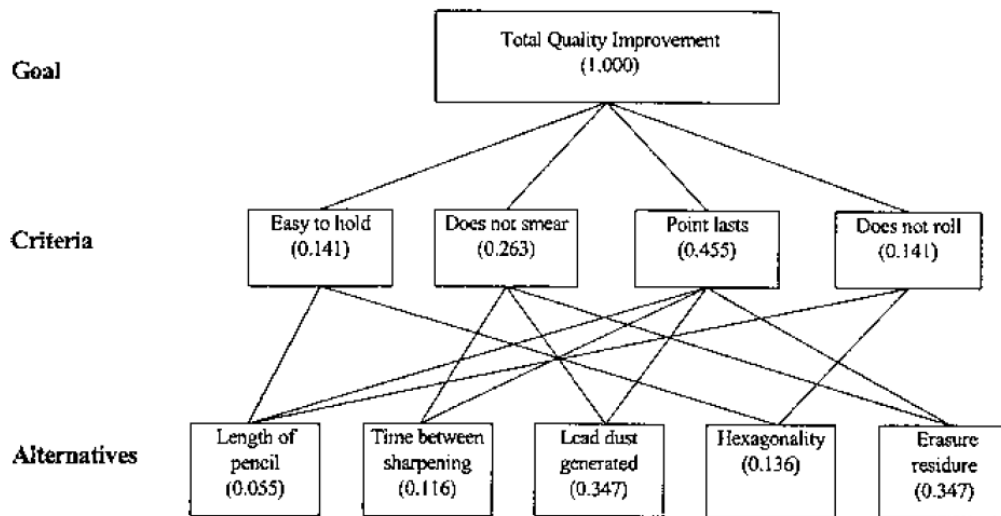 Goal
Total Quality Improvement
(1.000)
Criteria
Easy to hold
(0.141)
Does not smear
(0.263)
Point lasts
(0.455)
Does not roll
(0.141)
Alternatives
Length of
pencil
(0.055)
Time between
sharpening
(0.116)
Lead dust
generated
(0.347)
Hexagonality
(0.136)
Erasure
residure
(0.347)